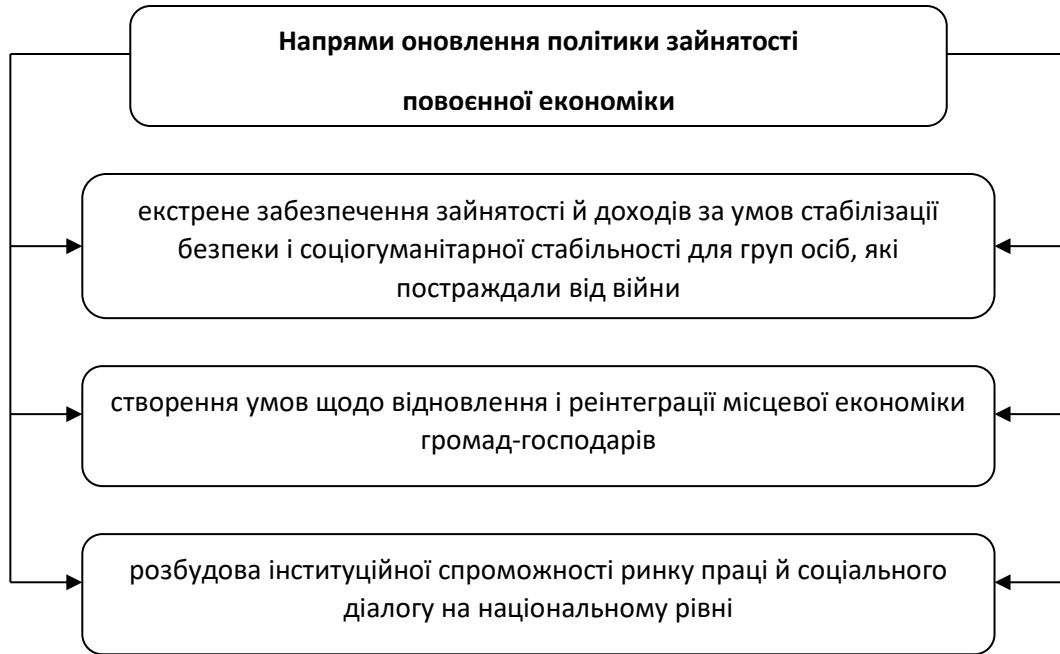 Напрями оновлення політики зайнятості
повоєнної економіки
екстрене забезпечення зайнятості й доходів за умов стабілізації
безпеки і соціогуманітарної стабільності для груп осіб, які
постраждали від війни
створення умов щодо відновлення і реінтеграції місцевої економіки
громад-господарів
розбудова інституційної спроможності ринку праці й соціального
діалогу на національному рівні